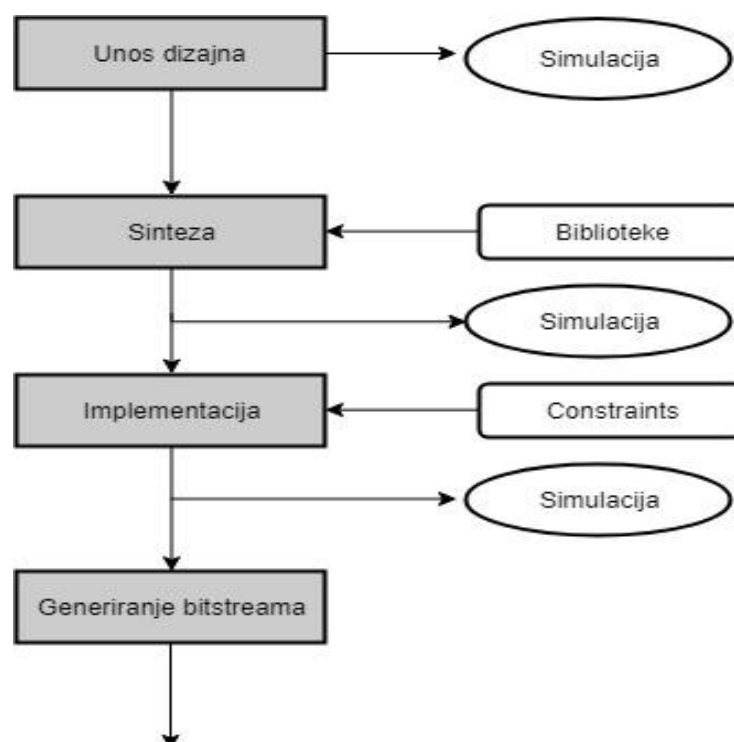 Unos dizajna
Simulacija
Sinteza
Biblioteke
Simulacija
Implementacija
Constraints
Simulacija
Generiranje bitstreama